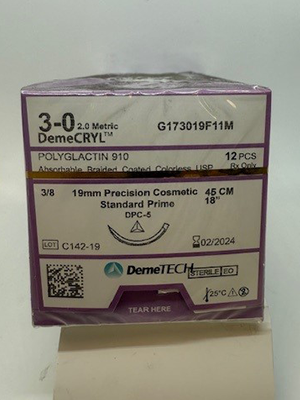 3-0 2.0 Metric G173019F11M
DemeCRYL™
POLYGLACTIN 910 12 PCS
Absorbable, Braided, Coated, Colorless, USP Rx Only
3/8 19mm Precision Cosmetic 45 CM
Standard Prime 18"
DPC-5
LOT C142-19 02/2024
DemeTECH STERILE EO
25°C
TEAR HERE